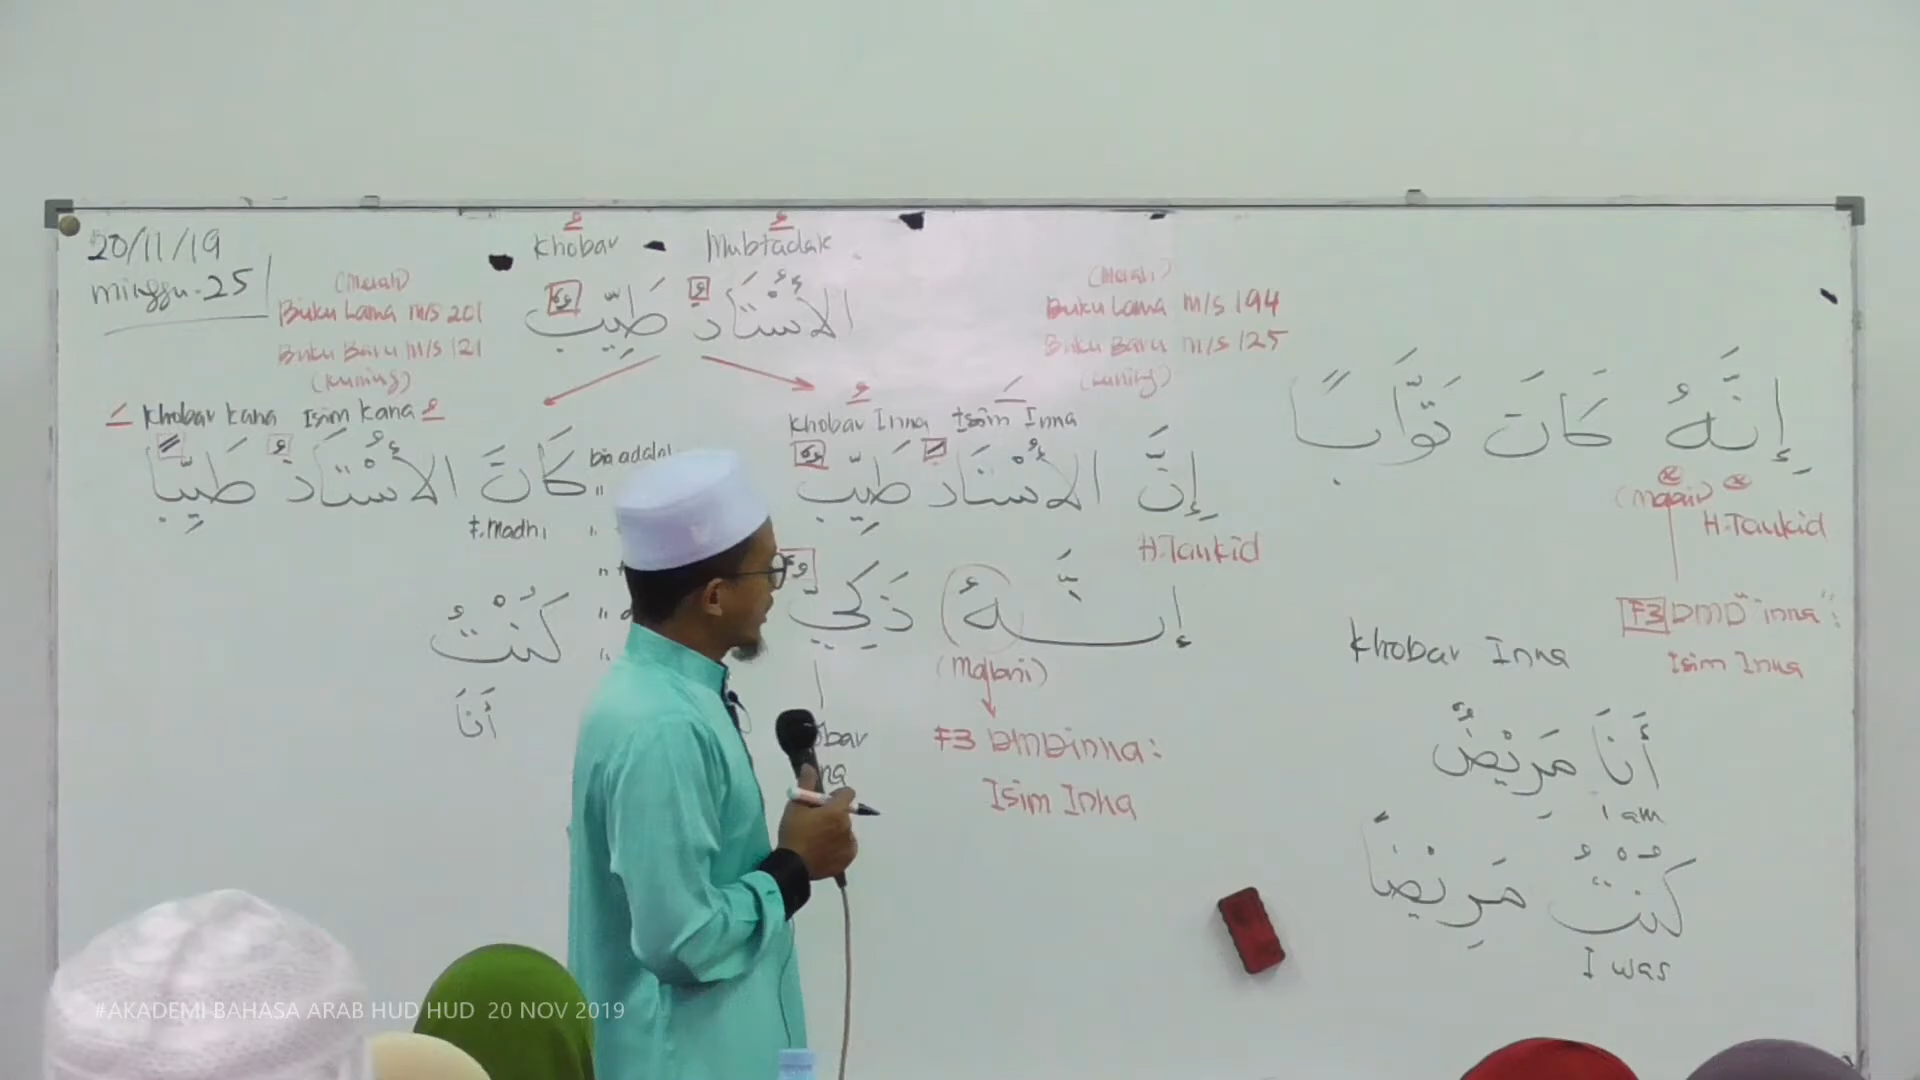 20/11/19
minggu-25
Khobar - Mubtadak
الأُسْتَاذُ طَيِّبٌ
(Merah)
Buku Lama m/s 201
Buku Baru m/s 121
(kuning)
(Merah)
Buku Lama m/s 194
Buku Baru m/s 125
(kuning)
Khobar kana Isim kana
كَانَ الأُسْتَاذُ طَيِّبًا
f.madhi
bin adalah
كُنْتُ
أَنَا
Khobar Inna Isim Inna
إِنَّ الأُسْتَاذَ طَيِّبٌ
H.Taukid
إِنَّهُ ذَكِيٌّ
(Mabni)
F3 DMD inna:
Isim Inna
إِنَّهُ كَانَ تَوَّابًا
(Mabni)
H.Taukid
F3 DMD "inna":
Isim Inna
Khobar Inna
أَنَا مَرِيْضٌ
I am
كُنْتُ مَرِيْضًا
I was
#AKADEMI BAHASA ARAB HUD HUD 20 NOV 2019